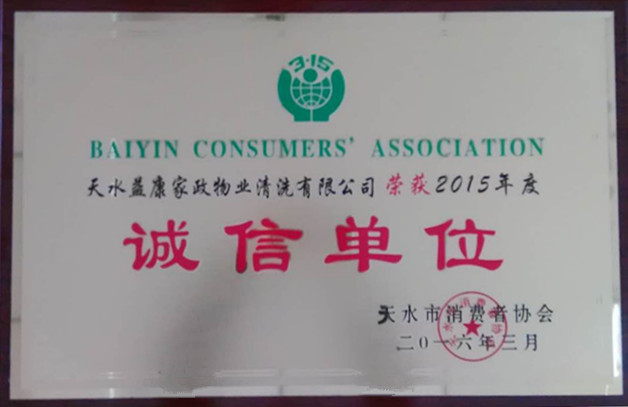 3·15
BAIYIN CONSUMERS' ASSOCIATION
天水益康家政物业清洗有限公司 荣获2015年度
诚信单位
天水市消费者协会
二0一六年三月